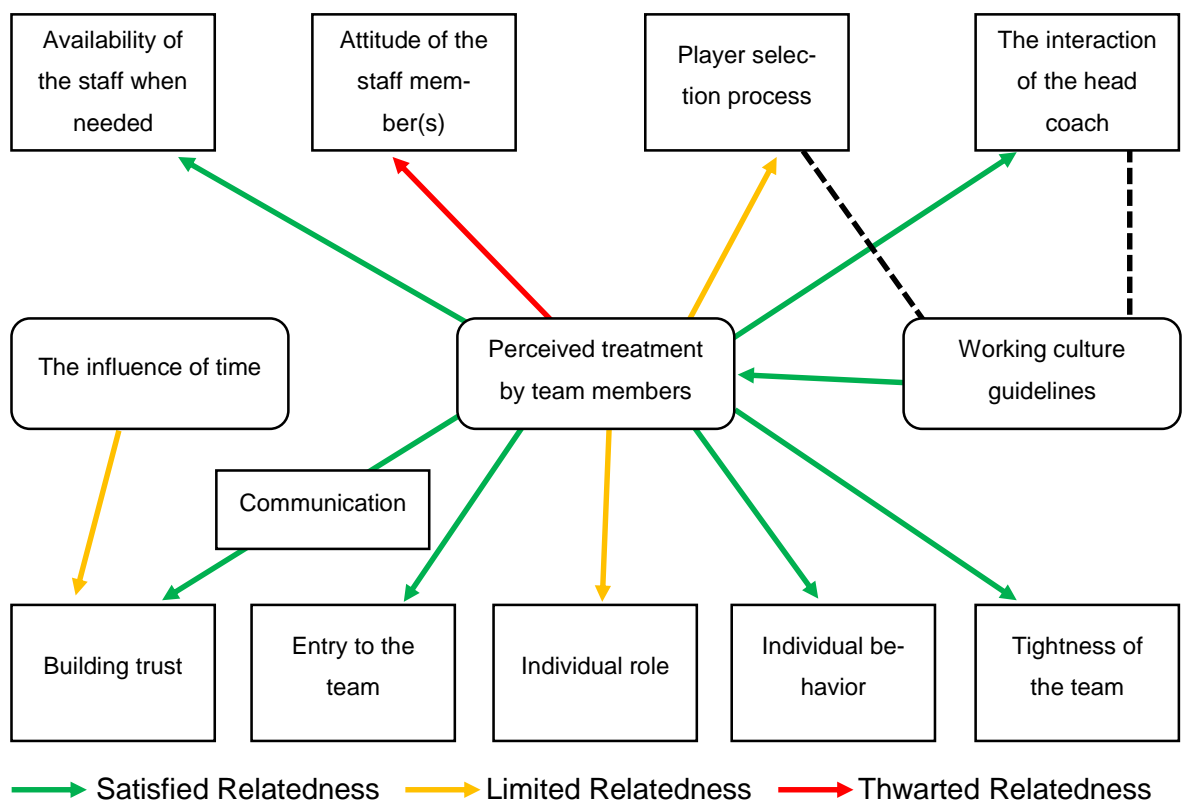 Availability of
the staff when
needed
Attitude of the
staff mem-
ber(s)
Player selec-
tion process
The interaction
of the head
coach
The influence of time
Perceived treatment
by team members
Working culture
guidelines
Communication
Building trust
Entry to the
team
Individual role
Individual be-
havior
Tightness of
the team
Satisfied Relatedness
Limited Relatedness
Thwarted Relatedness